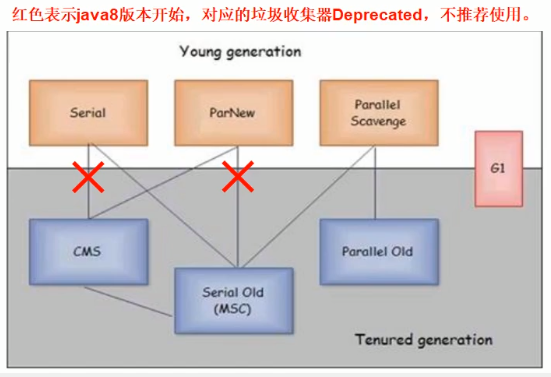 红色表示java8版本开始，对应的垃圾收集器Deprecated，不推荐使用。
Young generation
Serial
ParNew
Parallel
Scavenge
G1
CMS
Serial Old
(MSC)
Parallel Old
Tenured generation